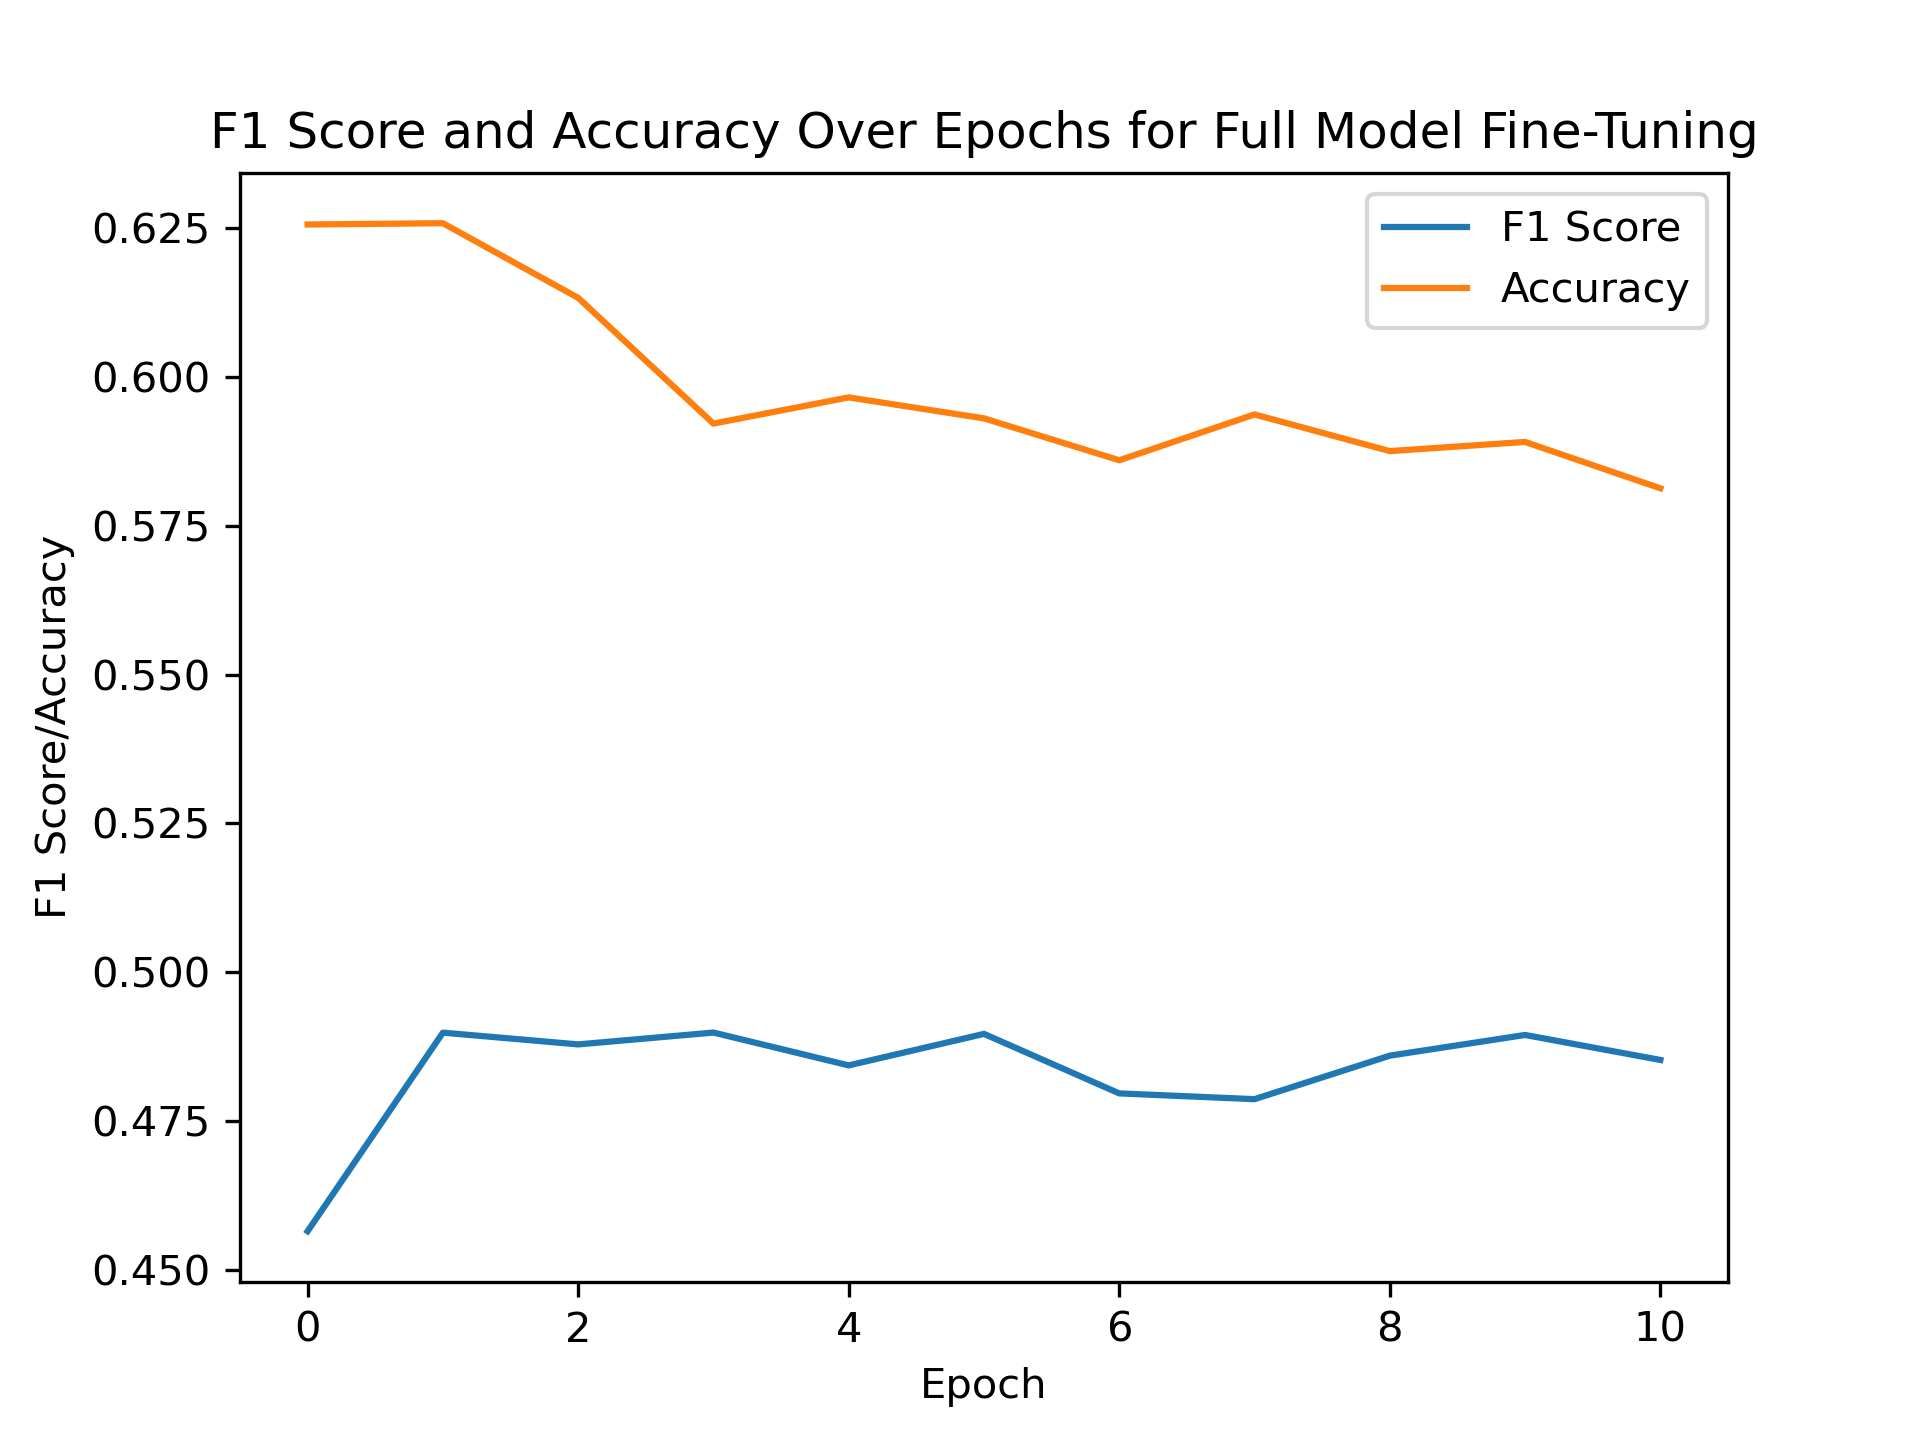 F1 Score and Accuracy Over Epochs for Full Model Fine-Tuning
F1 Score
Accuracy
F1 Score/Accuracy
0.625
0.600
0.575
0.550
0.525
0.500
0.475
0.450
0 2 4 6 8 10
Epoch